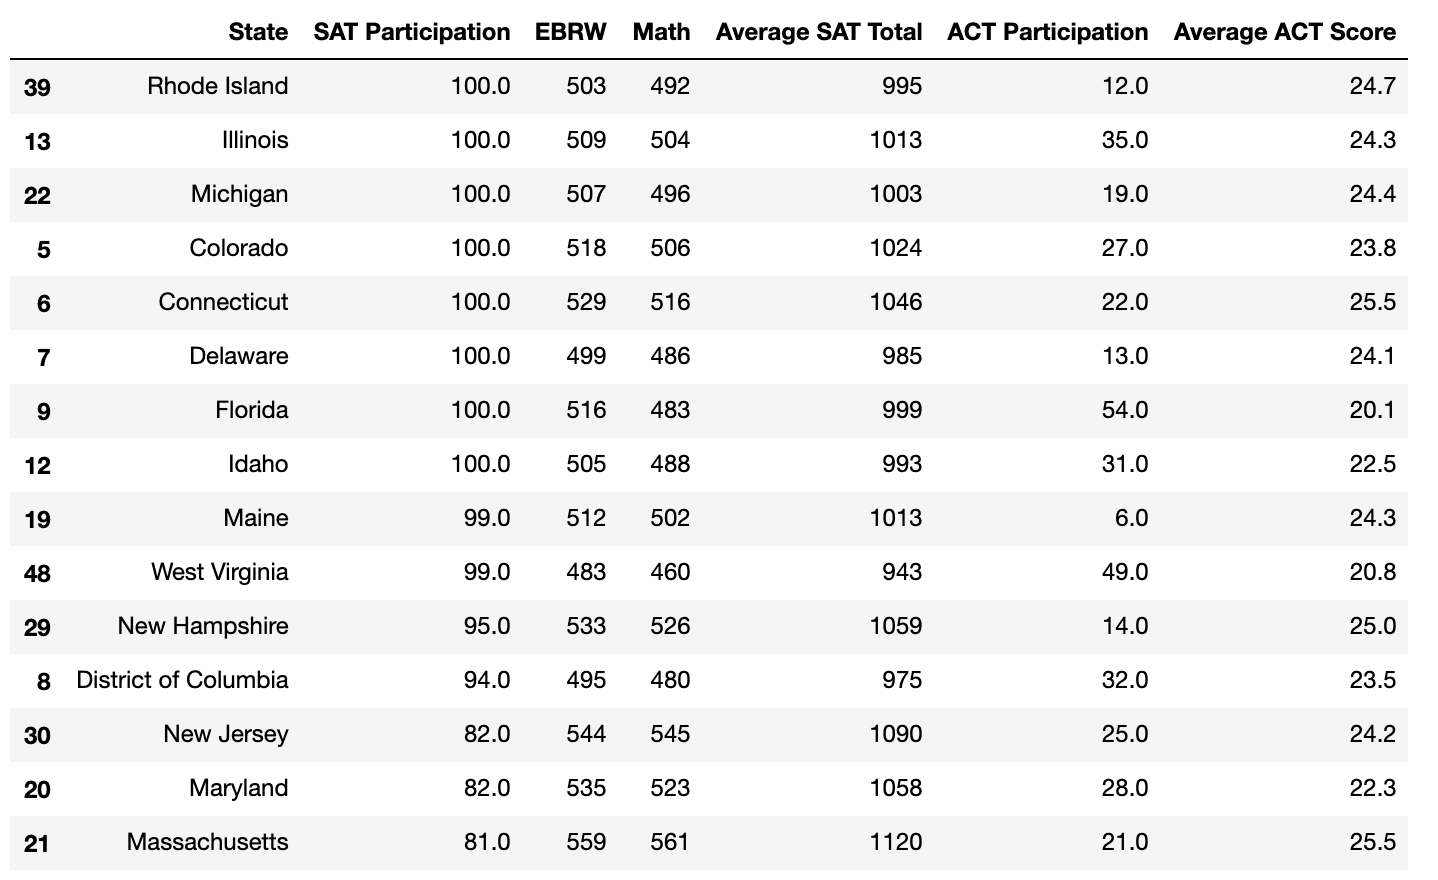 State SAT Participation EBRW Math Average SAT Total ACT Participation Average ACT Score
39 Rhode Island 100.0 503 492 995 12.0 24.7
13 Illinois 100.0 509 504 1013 35.0 24.3
22 Michigan 100.0 507 496 1003 19.0 24.4
5 Colorado 100.0 518 506 1024 27.0 23.8
6 Connecticut 100.0 529 516 1046 22.0 25.5
7 Delaware 100.0 499 486 985 13.0 24.1
9 Florida 100.0 516 483 999 54.0 20.1
12 Idaho 100.0 505 488 993 31.0 22.5
19 Maine 99.0 512 502 1013 6.0 24.3
48 West Virginia 99.0 483 460 943 49.0 20.8
29 New Hampshire 95.0 533 526 1059 14.0 25.0
8 District of Columbia 94.0 495 480 975 32.0 23.5
30 New Jersey 82.0 544 545 1090 25.0 24.2
20 Maryland 82.0 535 523 1058 28.0 22.3
21 Massachusetts 81.0 559 561 1120 21.0 25.5